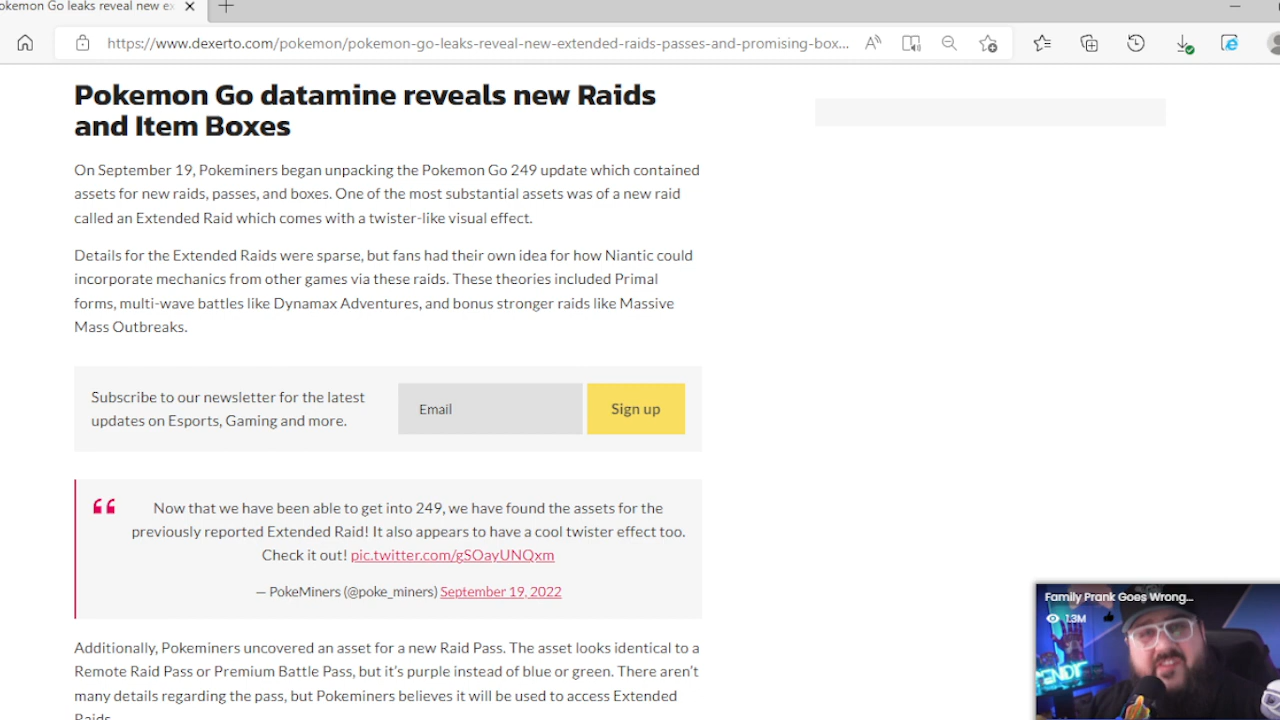 okemon Go leaks reveal new ex
https://www.dexerto.com/pokemon/pokemon-go-leaks-reveal-new-extended-raids-passes-and-promising-box...
Pokemon Go datamine reveals new Raids
and Item Boxes
On September 19, Pokeminers began unpacking the Pokemon Go 249 update which contained
assets for new raids, passes, and boxes. One of the most substantial assets was of a new raid
called an Extended Raid which comes with a twister-like visual effect.
Details for the Extended Raids were sparse, but fans had their own idea for how Niantic could
incorporate mechanics from other games via these raids. These theories included Primal
forms, multi-wave battles like Dynamax Adventures, and bonus stronger raids like Massive
Mass Outbreaks.
Subscribe to our newsletter for the latest
updates on Esports, Gaming and more.
Email
Sign up
Now that we have been able to get into 249, we have found the assets for the
previously reported Extended Raid! It also appears to have a cool twister effect too.
Check it out! pic.twitter.com/gSOayUNQxm
— PokeMiners (@poke_miners) September 19, 2022
Additionally, Pokeminers uncovered an asset for a new Raid Pass. The asset looks identical to a
Remote Raid Pass or Premium Battle Pass, but it's purple instead of blue or green. There aren't
many details regarding the pass, but Pokeminers believes it will be used to access Extended
Raids.
Family Prank Goes Wrong...
1.3M